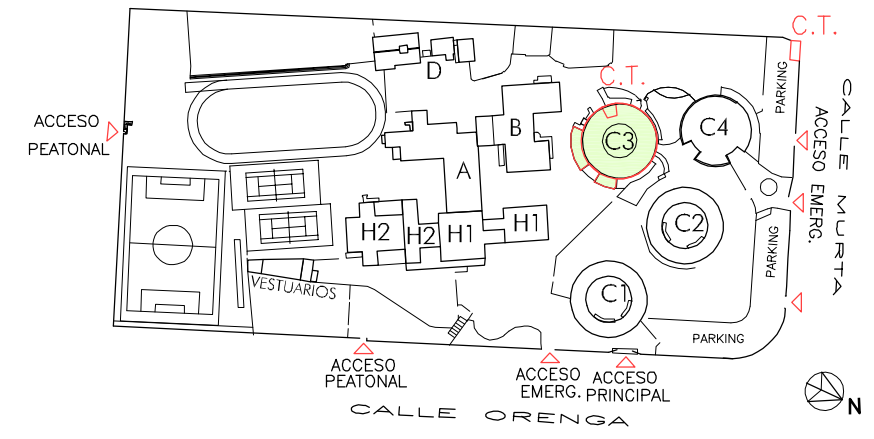 C.T.
D
C.T.
PARKING
CALLE MURTA
ACCESO
PEATONAL
B
C3
C4
ACCESO EMERG.
A
H2
H2
H1
H1
C2
PARKING
VESTUARIOS
C1
PARKING
ACCESO
PEATONAL
ACCESO
EMERG.
ACCESO
PRINCIPAL
CALLE ORENGA
N